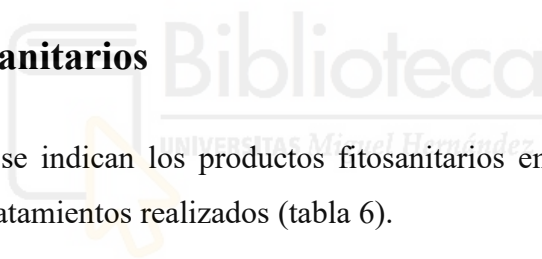 anitarios
Biblioteca
UNIVERSITAS Miguel Hernández
se indican los productos fitosanitarios en
atamientos realizados (tabla 6).